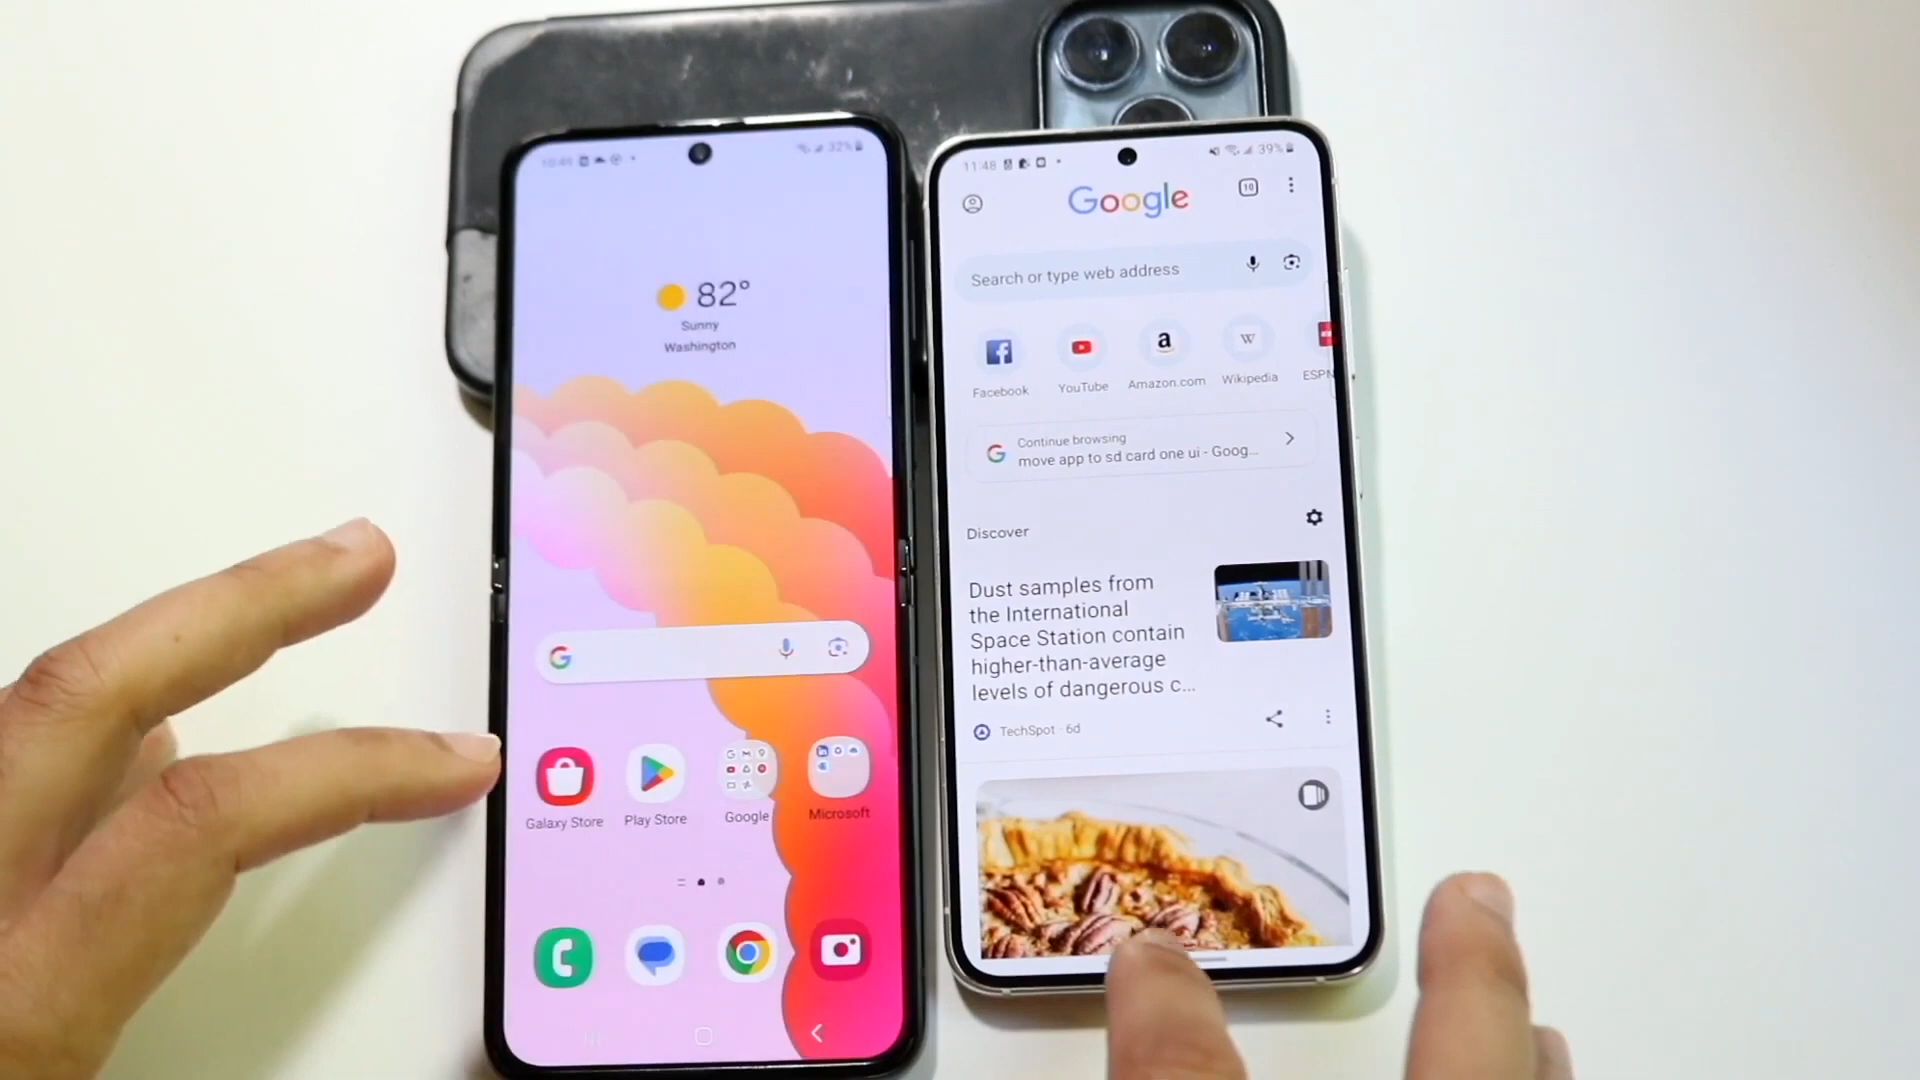 32%
82°
Sunny
Washington
Galaxy Store
Play Store
Google
Microsoft
11:48
39%
Google
10
Search or type web address
Facebook
YouTube
Amazon.com
Wikipedia
ESPN
Continue browsing
move app to sd card one ui - Goog...
Discover
Dust samples from
the International
Space Station contain
higher-than-average
levels of dangerous c...
TechSpot · 6d